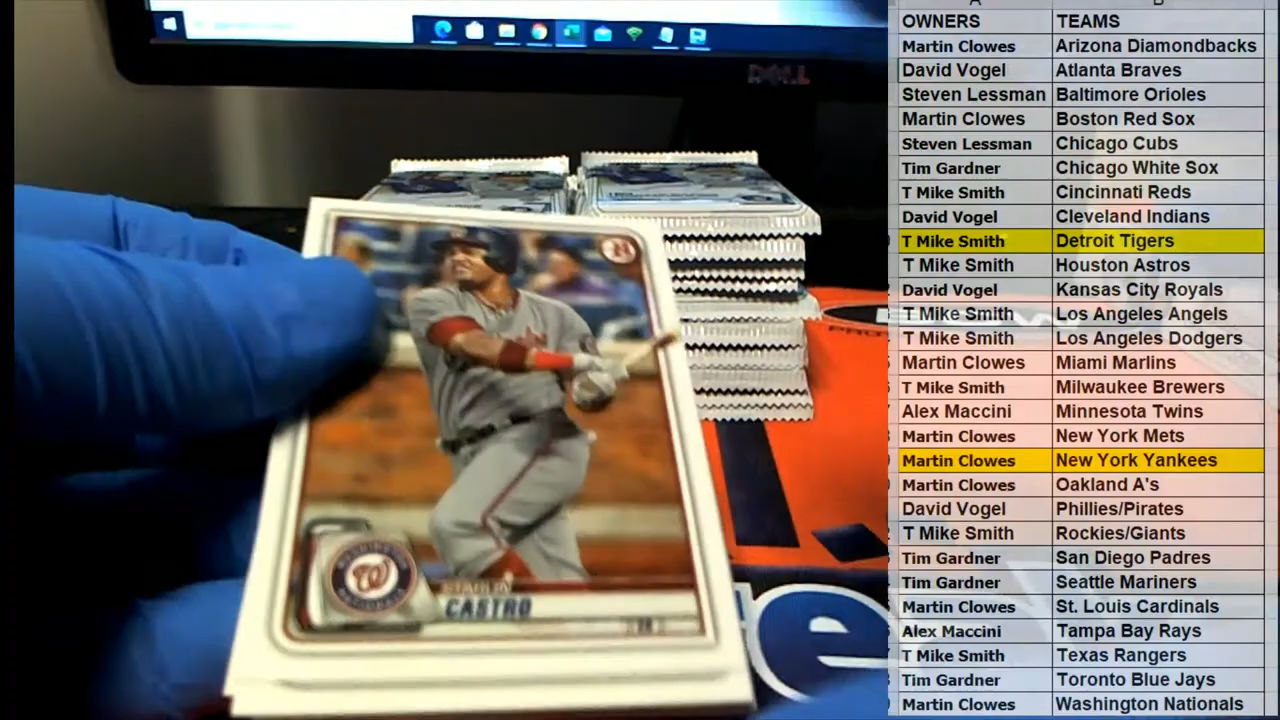 DELL
OWNERS TEAMS
Martin Clowes Arizona Diamondbacks
David Vogel Atlanta Braves
Steven Lessman Baltimore Orioles
Martin Clowes Boston Red Sox
Steven Lessman Chicago Cubs
Tim Gardner Chicago White Sox
T Mike Smith Cincinnati Reds
David Vogel Cleveland Indians
T Mike Smith Detroit Tigers
T Mike Smith Houston Astros
David Vogel Kansas City Royals
T Mike Smith Los Angeles Angels
T Mike Smith Los Angeles Dodgers
Martin Clowes Miami Marlins
T Mike Smith Milwaukee Brewers
Alex Maccini Minnesota Twins
Martin Clowes New York Mets
Martin Clowes New York Yankees
Martin Clowes Oakland A's
David Vogel Phillies/Pirates
T Mike Smith Rockies/Giants
Tim Gardner San Diego Padres
Tim Gardner Seattle Mariners
Martin Clowes St. Louis Cardinals
Alex Maccini Tampa Bay Rays
T Mike Smith Texas Rangers
Tim Gardner Toronto Blue Jays
Martin Clowes Washington Nationals
W
STARLIN
CASTRO
2B
e